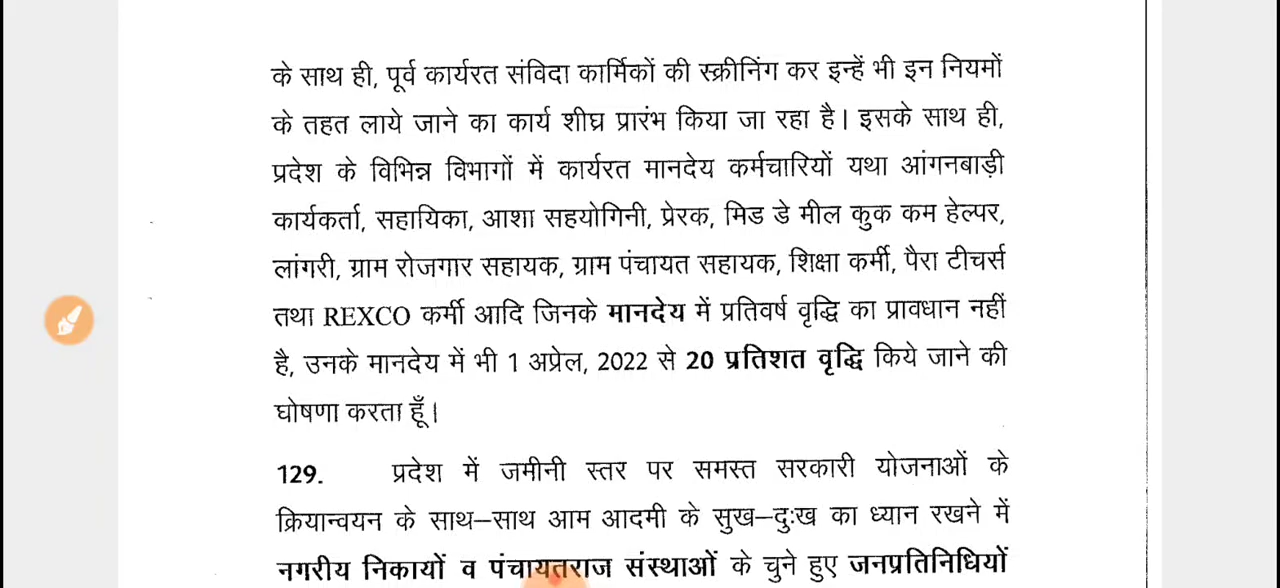 के साथ ही, पूर्व कार्यरत संविदा कार्मिकों की स्क्रीनिंग कर इन्हें भी इन नियमों
के तहत लाये जाने का कार्य शीघ्र प्रारंभ किया जा रहा है। इसके साथ ही,
प्रदेश के विभिन्न विभागों में कार्यरत मानदेय कर्मचारियों यथा आंगनबाड़ी
कार्यकर्ता, सहायिका, आशा सहयोगिनी, प्रेरक, मिड डे मील कुक कम हेल्पर,
लांगरी, ग्राम रोजगार सहायक, ग्राम पंचायत सहायक, शिक्षा कर्मी, पैरा टीचर्स
तथा REXCO कर्मी आदि जिनके मानदेय में प्रतिवर्ष वृद्धि का प्रावधान नहीं
है, उनके मानदेय में भी 1 अप्रेल, 2022 से 20 प्रतिशत वृद्धि किये जाने की
घोषणा करता हूँ।
129. प्रदेश में जमीनी स्तर पर समस्त सरकारी योजनाओं के
क्रियान्वयन के साथ–साथ आम आदमी के सुख–दुःख का ध्यान रखने में
नगरीय निकायों व पंचायतराज संस्थाओं के चुने हुए जनप्रतिनिधियों